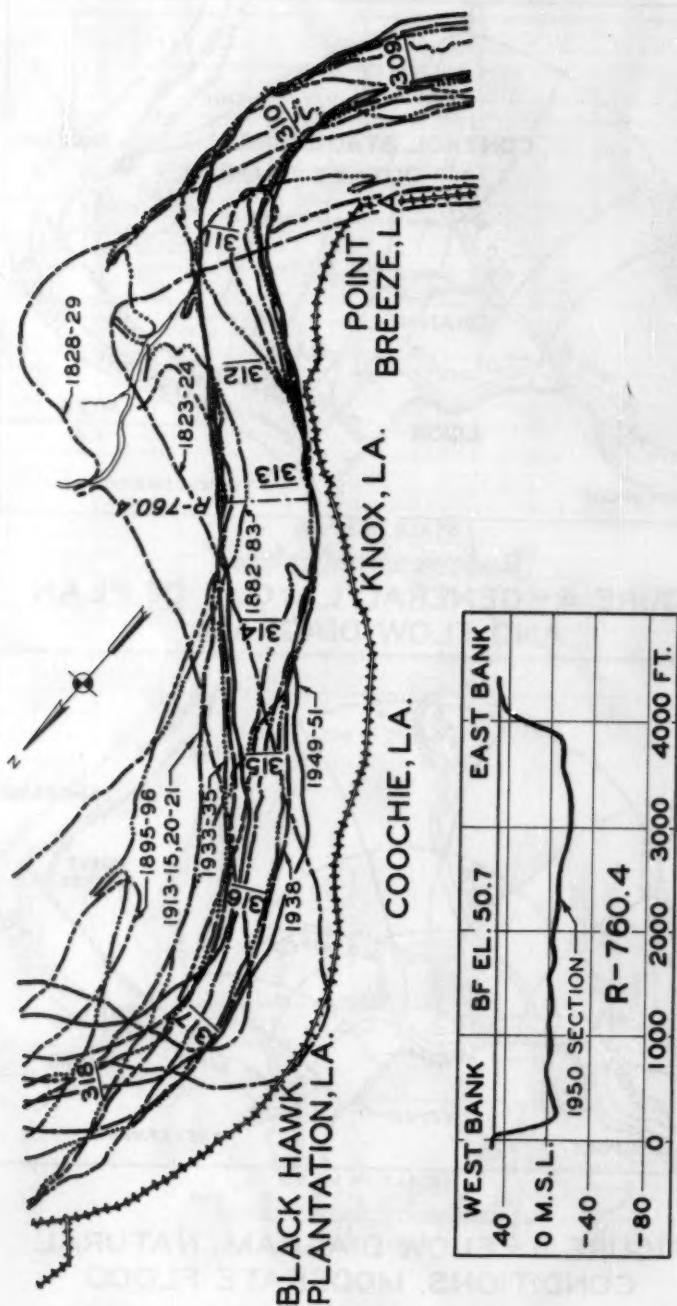 309
310
311
312
313
314
315
316
317
318
1828-29
1823-24
R-760.4
1882-83
1895-96
1913-15,20-21
1933-35
1938
1949-51
N
POINT
BREEZE, LA.
KNOX, LA.
COOCHIE, LA.
BLACK HAWK
PLANTATION, LA.
WEST BANK BF EL. 50.7 EAST BANK
40
0 M.S.L.
-40
-80
1950 SECTION
R-760.4
0 1000 2000 3000 4000 FT.